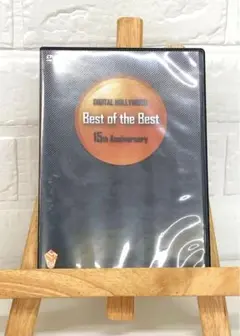 DIGITAL HOLLYWOOD
Best of the Best
15th Anniversary